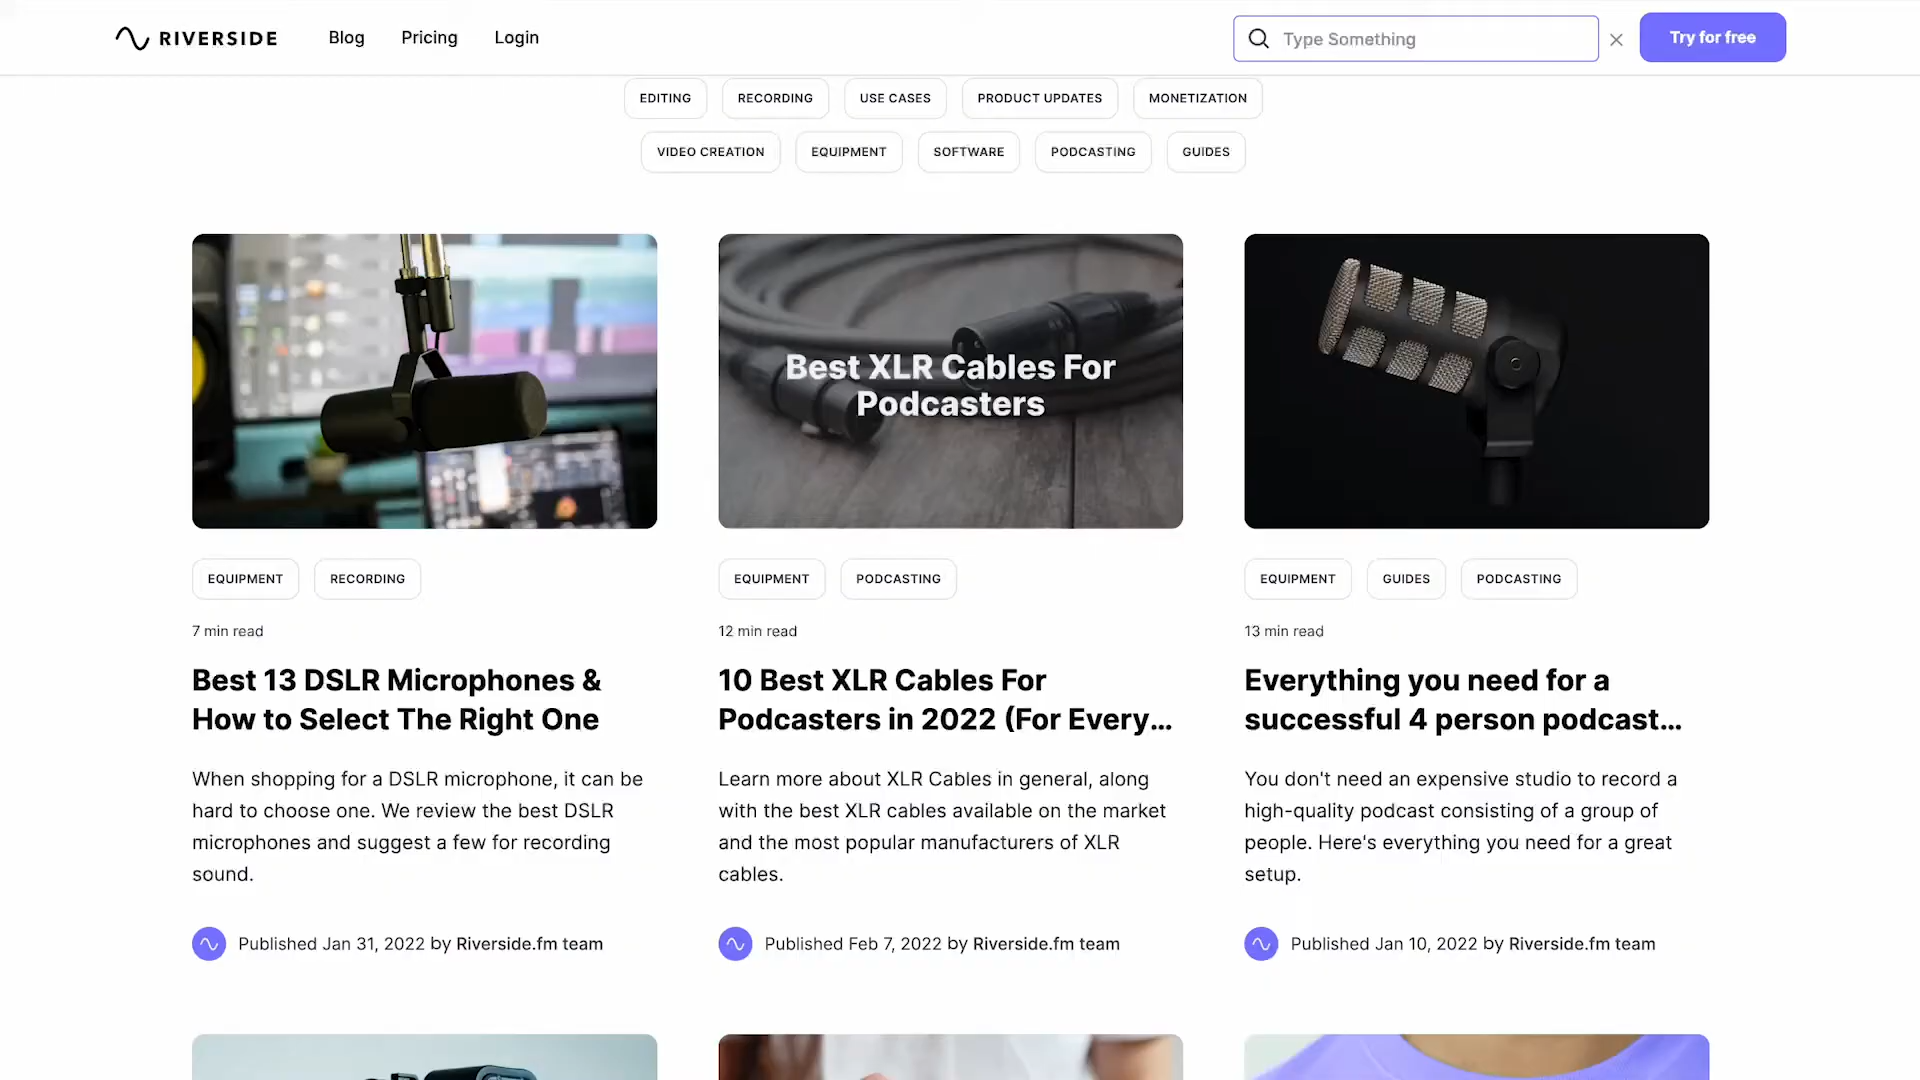 RIVERSIDE Blog Pricing Login Type Something Try for free
EDITING RECORDING USE CASES PRODUCT UPDATES MONETIZATION
VIDEO CREATION EQUIPMENT SOFTWARE PODCASTING GUIDES
Best XLR Cables For
Podcasters
EQUIPMENT RECORDING
7 min read
Best 13 DSLR Microphones &
How to Select The Right One
When shopping for a DSLR microphone, it can be
hard to choose one. We review the best DSLR
microphones and suggest a few for recording
sound.
Published Jan 31, 2022 by Riverside.fm team
EQUIPMENT PODCASTING
12 min read
10 Best XLR Cables For
Podcasters in 2022 (For Every...
Learn more about XLR Cables in general, along
with the best XLR cables available on the market
and the most popular manufacturers of XLR
cables.
Published Feb 7, 2022 by Riverside.fm team
EQUIPMENT GUIDES PODCASTING
13 min read
Everything you need for a
successful 4 person podcast...
You don't need an expensive studio to record a
high-quality podcast consisting of a group of
people. Here's everything you need for a great
setup.
Published Jan 10, 2022 by Riverside.fm team